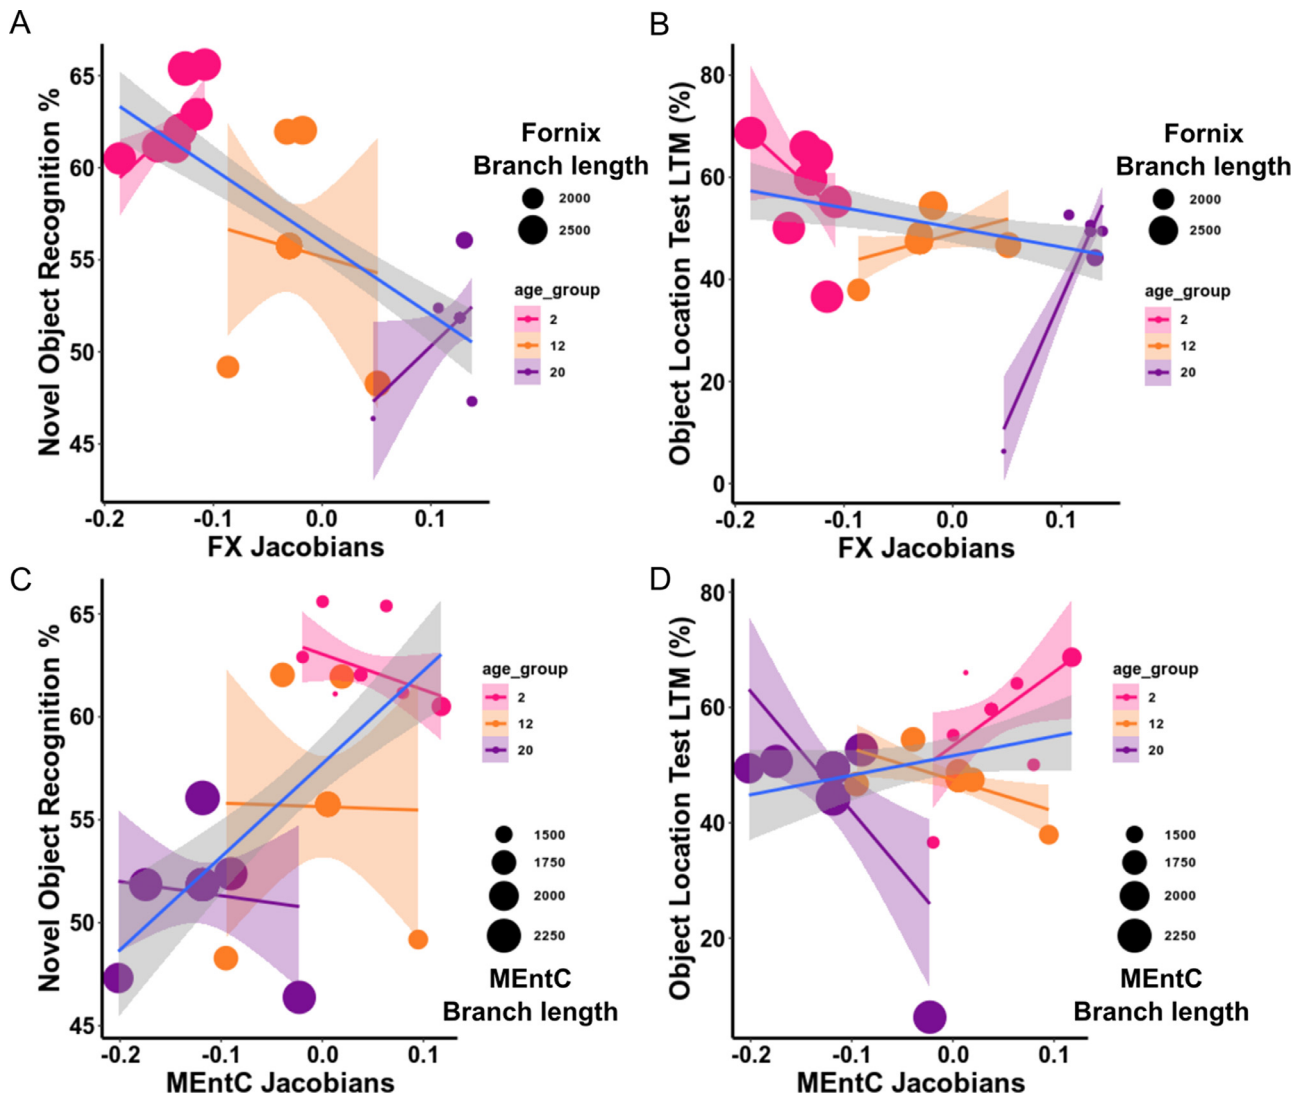 A
Novel Object Recognition %
65
60
55
50
45
-0.2
-0.1
0.0
0.1
FX Jacobians
Fornix
Branch length
2000
2500
age_group
2
12
20
B
Object Location Test LTM (%)
80
60
40
20
0
-0.2
-0.1
0.0
0.1
FX Jacobians
Fornix
Branch length
2000
2500
age_group
2
12
20
C
Novel Object Recognition %
65
60
55
50
45
-0.2
-0.1
0.0
0.1
MEntC Jacobians
age_group
2
12
20
1500
1750
2000
2250
MEntC
Branch length
D
Object Location Test LTM (%)
80
60
40
20
-0.2
-0.1
0.0
0.1
MEntC Jacobians
age_group
2
12
20
1500
1750
2000
2250
MEntC
Branch length